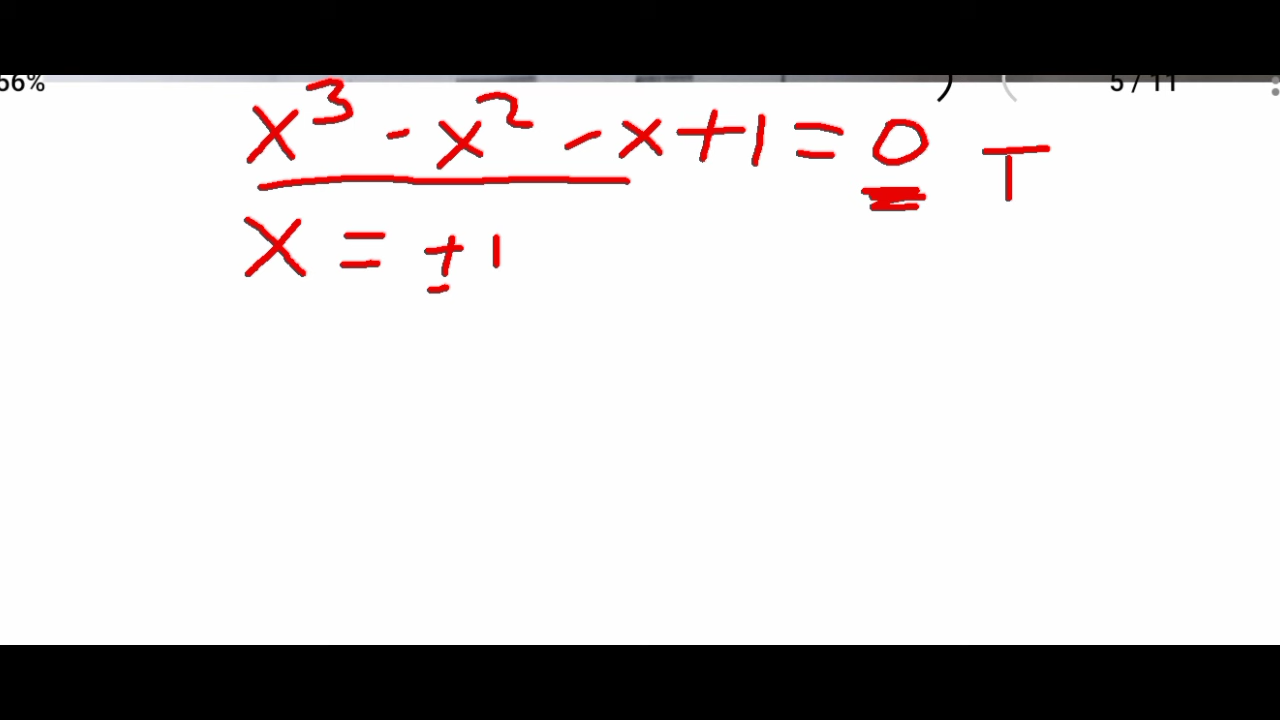 56% 5 / 11
x³ - x² - x + 1 = 0 T
x = ± 1